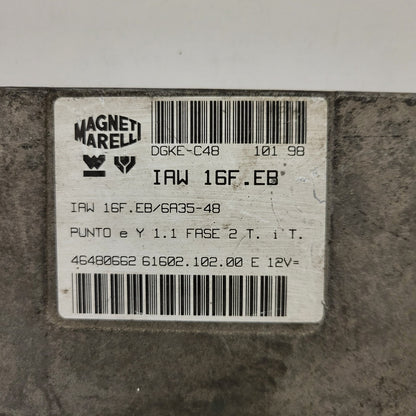 MAGNETI
MARELLI
DGKE-C48 101 98
IAW 16F.EB
IAW 16F.EB/6A35-48
PUNTO e Y 1.1 FASE 2 T. i T.
46480662 61602.102.00 E 12V=